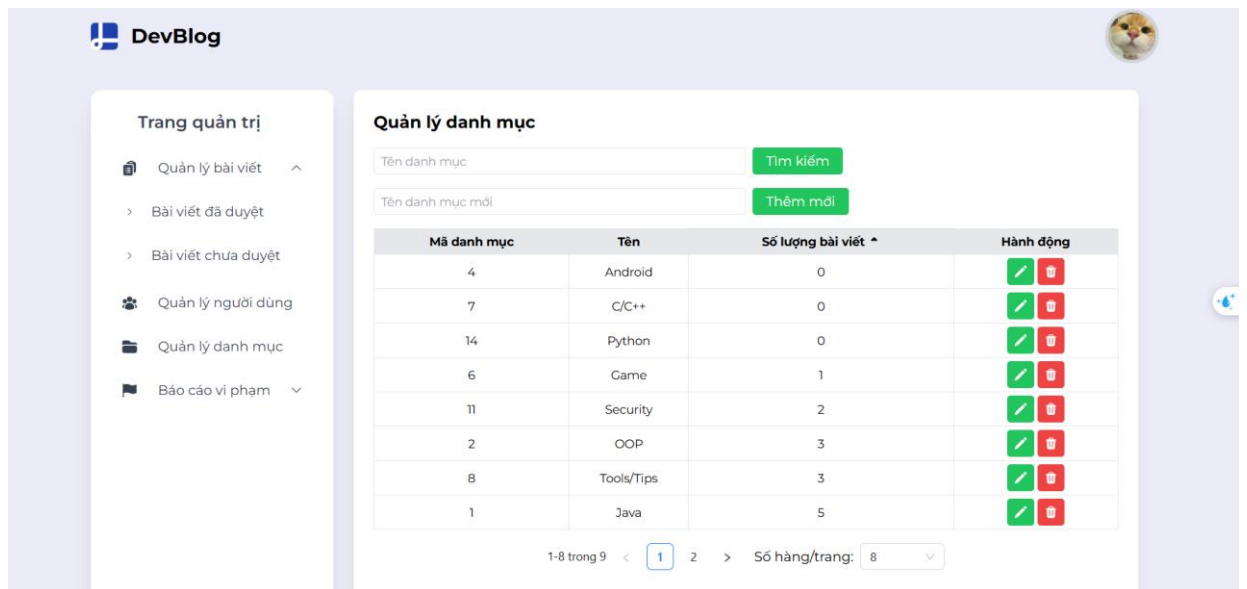 DevBlog
Trang quản trị
Quản lý bài viết
Bài viết đã duyệt
Bài viết chưa duyệt
Quản lý người dùng
Quản lý danh mục
Báo cáo vi phạm
Quản lý danh mục
Tên danh mục
Tìm kiếm
Tên danh mục mới
Thêm mới
Mã danh mục Tên Số lượng bài viết Hành động
4 Android 0
7 C/C++ 0
14 Python 0
6 Game 1
11 Security 2
2 OOP 3
8 Tools/Tips 3
1 Java 5
1-8 trong 9 < 1 2 > Số hàng/trang: 8